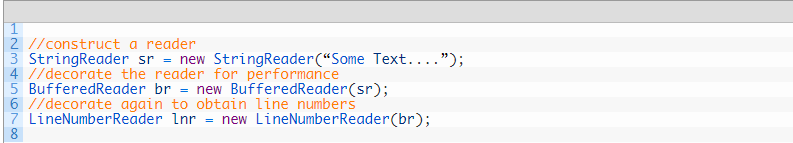 1
2 //construct a reader
3 StringReader sr = new StringReader(“Some Text....”);
4 //decorate the reader for performance
5 BufferedReader br = new BufferedReader(sr);
6 //decorate again to obtain line numbers
7 LineNumberReader lnr = new LineNumberReader(br);
8